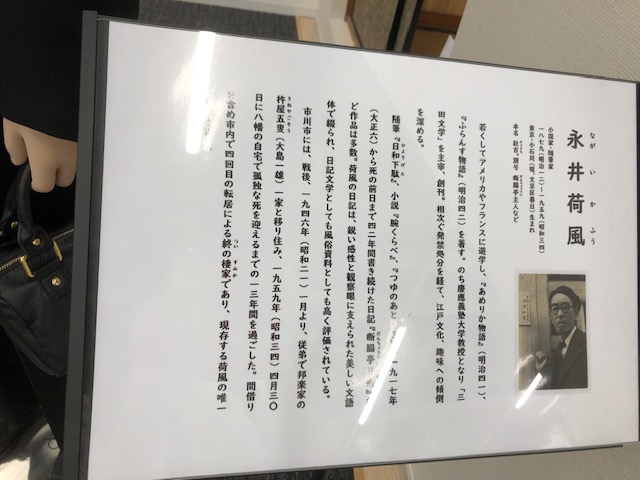 ながいかふう
永井荷風
小説家・随筆家
一八七九(明治一二)〜一九五九(昭和三四)
東京・小石川(現、文京区春日)生まれ
本名 壯吉、別号 断腸亭主人など
若くしてアメリカやフランスに遊学し、『あめりか物語』(明治四一)、
『ふらんす物語』(明治四二)を著す。のち慶應義塾大学教授となり「三
田文学」を主宰、創刊。相次ぐ発禁処分を経て、江戸文化、趣味への傾倒
を深める。
随筆『日和下駄』、小説『腕くらべ』、『つゆのあと 一九一七年
(大正六)から死の前日まで四二年間書き続けた日記『断腸亭
ど作品は多数。荷風の日記は、鋭い感性と観察眼に支えられた美しい文語
体で綴られ、日記文学としても風俗資料としても高く評価されている。
市川市には、戦後、一九四六年(昭和二一)一月より、従弟で邦楽家の
杵屋五叟(大島一雄)一家と移り住み、一九五九(昭和三四)四月三〇
日に八幡の自宅で孤独な死を迎えるまでの一三年間を過ごした。間借り
含め市内で四回目の転居による終の棲家であり、現存する荷風の唯一